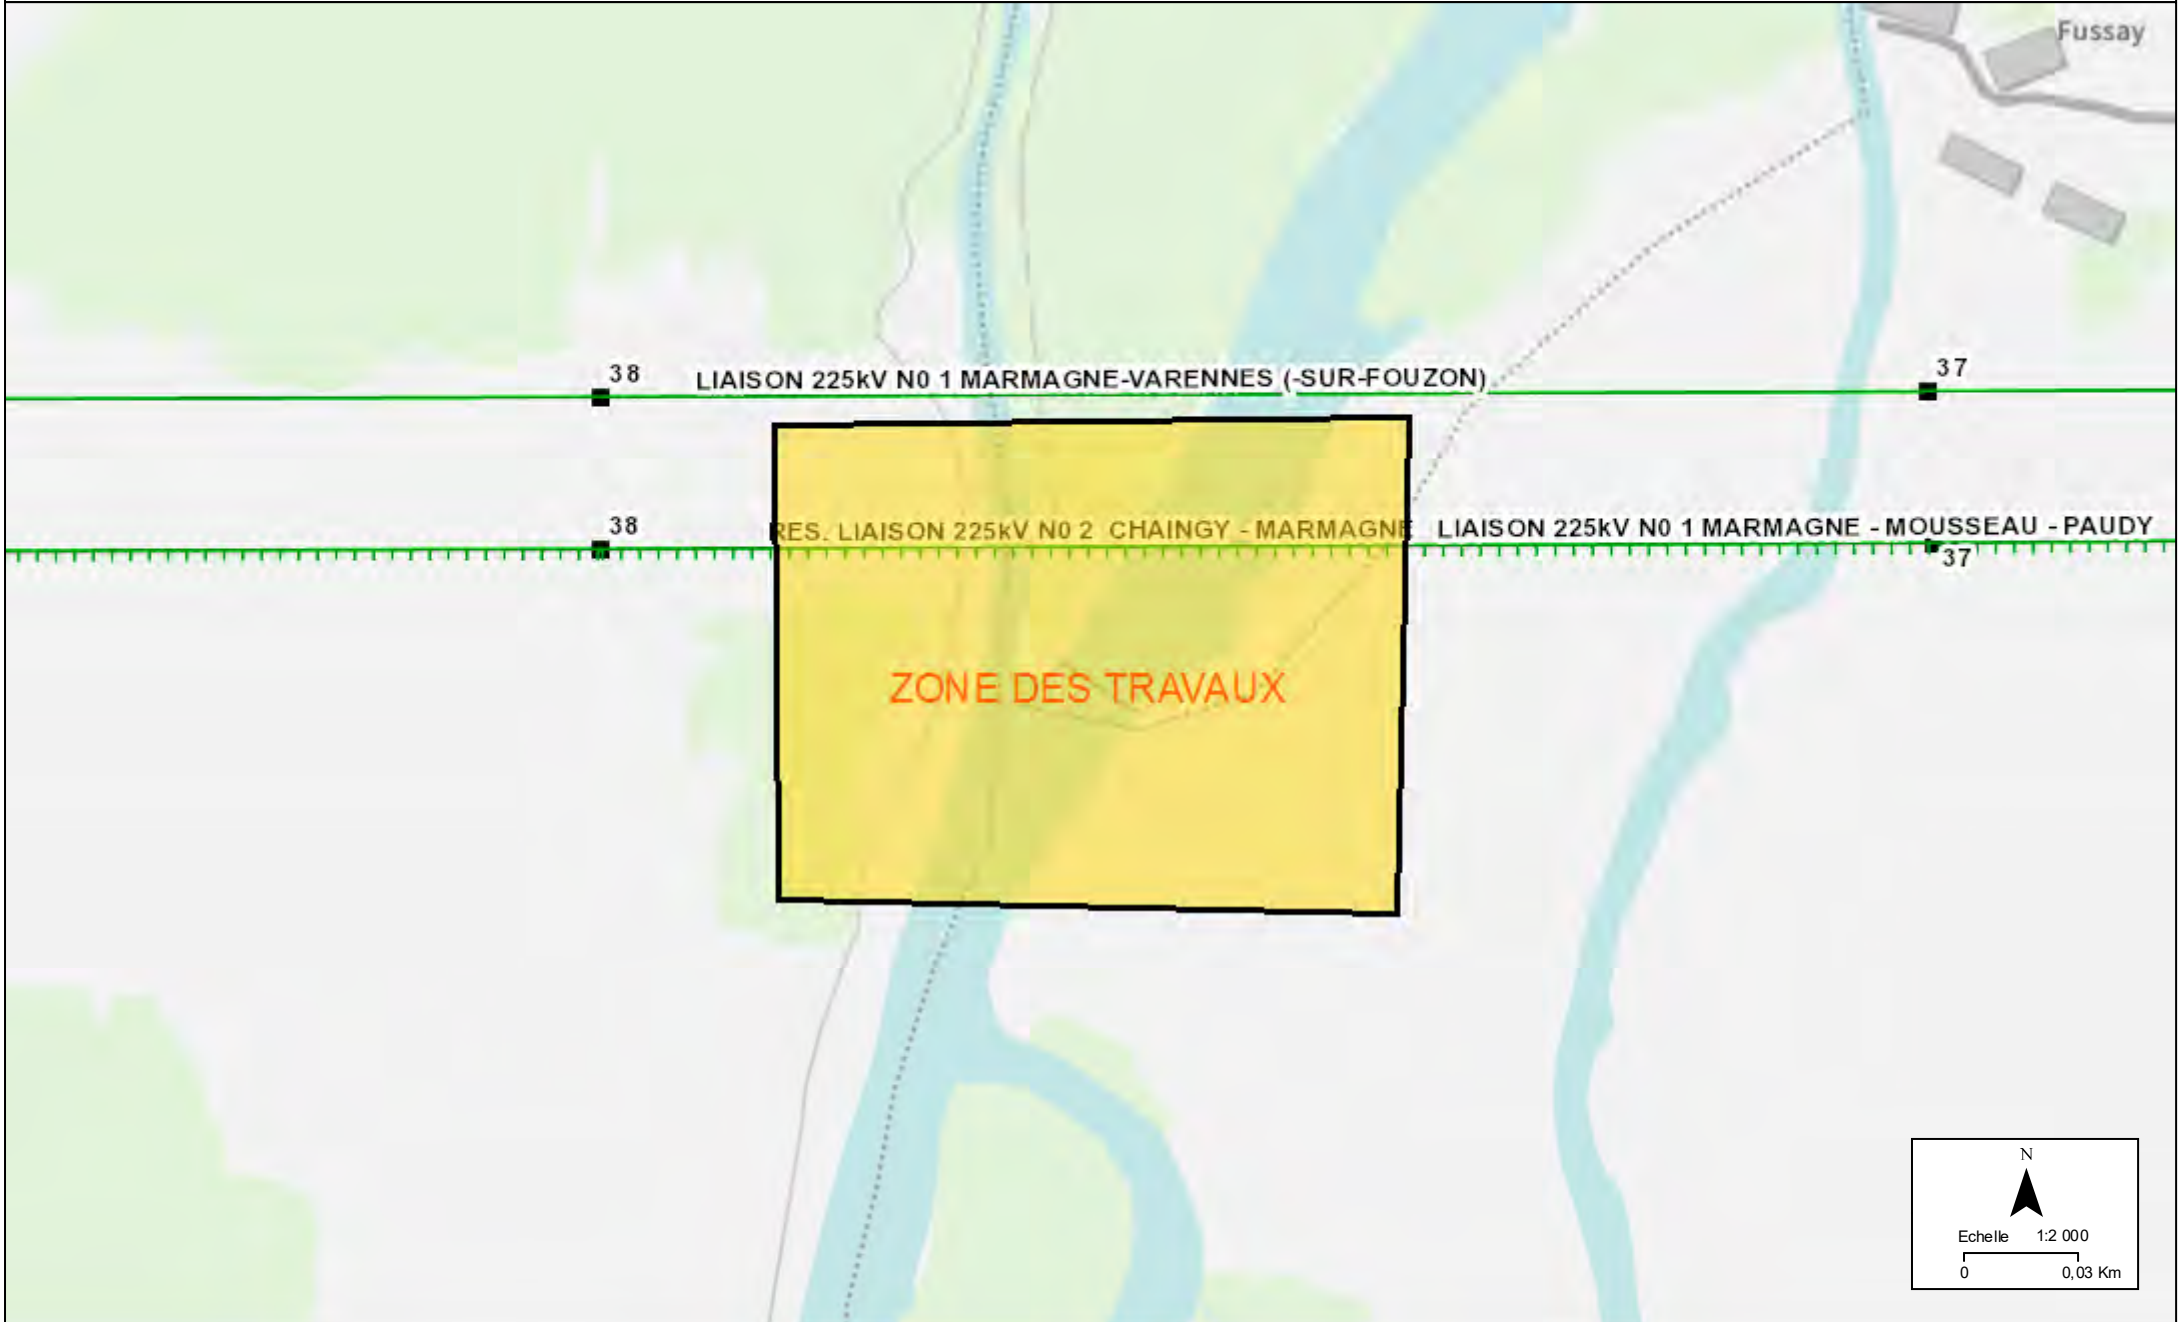 Fussay
38
LIAISON 225kV N0 1 MARMAGNE-VARENNES (-SUR-FOUZON)
37
38
RES. LIAISON 225kV N0 2 CHAINGY - MARMAGNE
LIAISON 225kV N0 1 MARMAGNE - MOUSSEAU - PAUDY
37
ZONE DES TRAVAUX
N
Echelle 1:2 000
0 0,03 Km